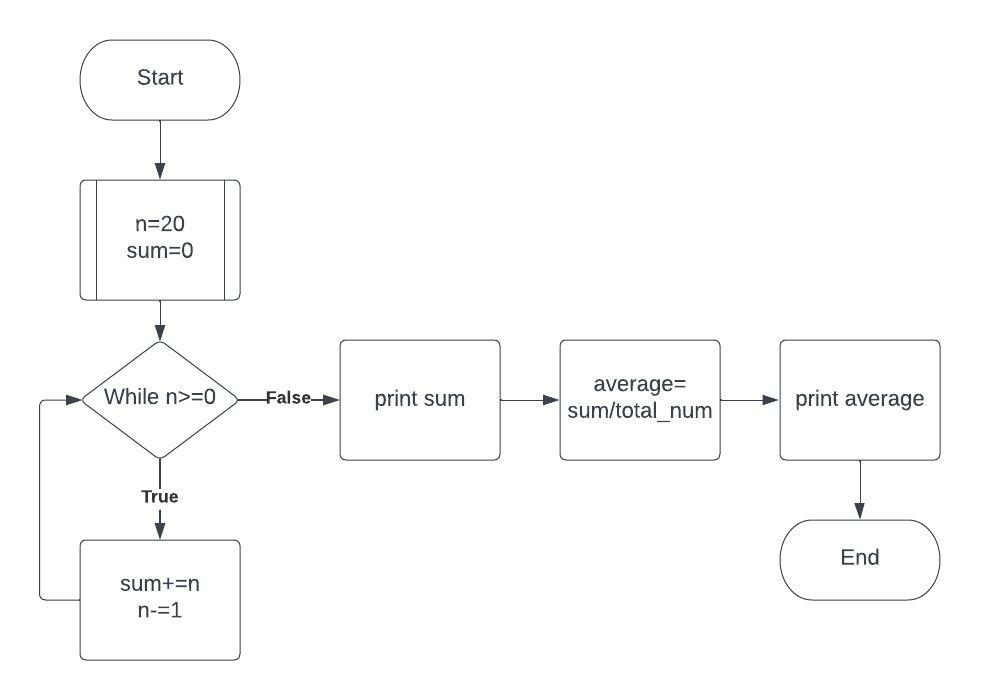 Start
n=20
sum=0
While n>=0
False
print sum
average=
sum/total_num
print average
True
sum+=n
n-=1
End